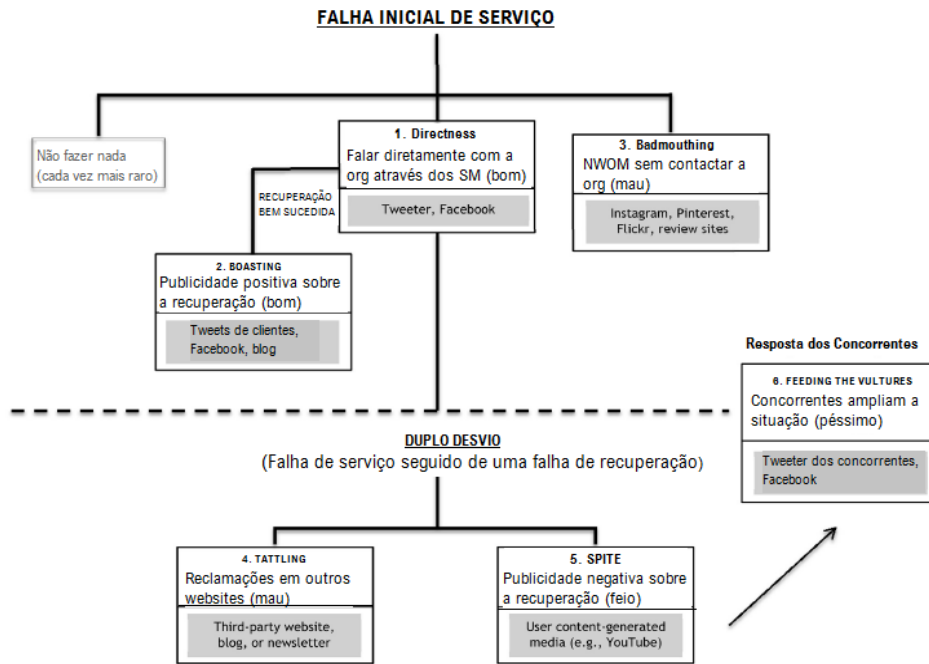 FALHA INICIAL DE SERVIÇO
Não fazer nada
(cada vez mais raro)
1. Directness
Falar diretamente com a
org através dos SM (bom)
Tweeter, Facebook
3. Badmouthing
NWOM sem contactar a
org (mau)
Instagram, Pinterest,
Flickr, review sites
RECUPERAÇÃO
BEM SUCEDIDA
2. BOASTING
Publicidade positiva sobre
a recuperação (bom)
Tweets de clientes,
Facebook, blog
Resposta dos Concorrentes
6. FEEDING THE VULTURES
Concorrentes ampliam a
situação (péssimo)
Tweeter dos concorrentes,
Facebook
DUPLO DESVIO
(Falha de serviço seguido de uma falha de recuperação)
4. TATTLING
Reclamações em outros
websites (mau)
Third-party website,
blog, or newsletter
5. SPITE
Publicidade negativa sobre
a recuperação (feio)
User content-generated
media (e.g., YouTube)